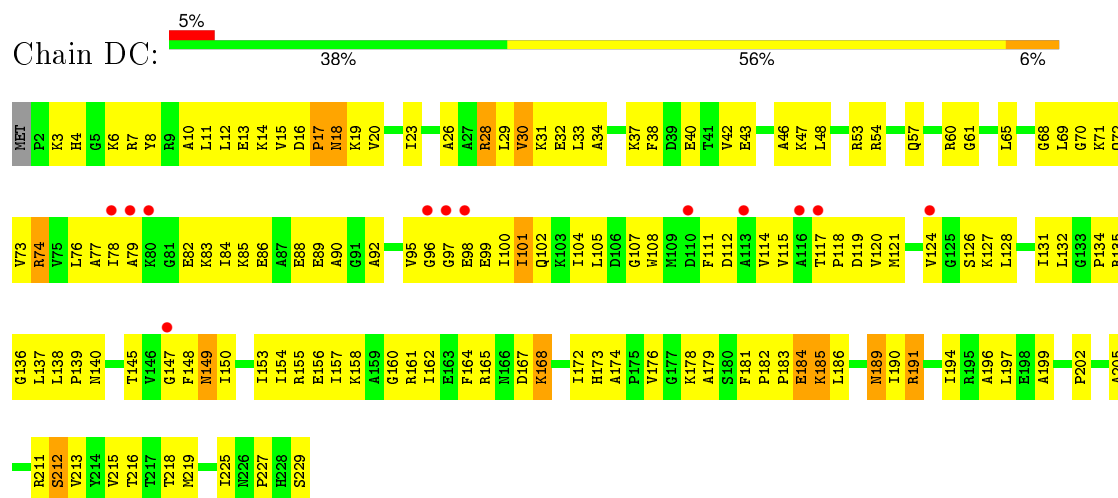 5%
Chain DC:
38% 56% 6%
MET P2 K3 H4 G5 K6 R7 Y8 R9 A10 L11 L12 E13 K14 V15 D16 P17 N18 K19 V20 I23 A26 A27 R28 L29 V30 K31 E32 L33 A34 K37 F38 D39 E40 T41 V42 E43 A46 K47 L48 R53 R54 Q57 R60 G61 L65 G68 L69 G70 K71 Q72
V73 R74 V75 L76 A77 I78 A79 K80 G81 E82 K83 I84 K85 E86 A87 E88 E89 A90 G91 A92 V95 G96 G97 E98 E99 I100 I101 Q102 K103 I104 L105 D106 G107 W108 M109 D110 F111 D112 A113 V114 V115 A116 T117 P118 D119 V120 M121 V124 G125 S126 K127 L128 I131 L132 G133 P134 R135
G136 L137 L138 P139 N140 T145 V146 G147 F148 N149 I150 I153 I154 R155 E156 I157 K158 A159 G160 R161 I162 E163 F164 R165 N166 D167 K168 I172 H173 A174 P175 V176 G177 K178 A179 S180 F181 P182 P183 E184 K185 L186 N189 I190 R191 I194 R195 A196 L197 E198 A199 P202 A205
R211 S212 V213 Y214 V215 T216 T217 T218 M219 I225 N226 P227 H228 S229